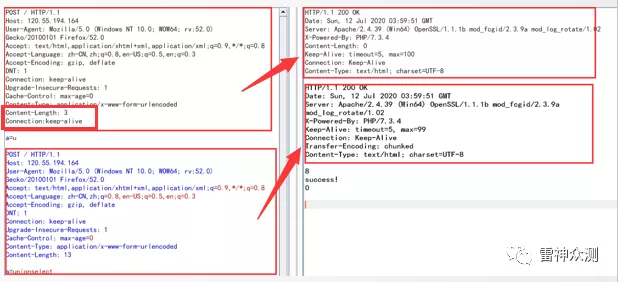 POST / HTTP/1.1
Host: 120.55.194.164
User-Agent: Mozilla/5.0 (Windows NT 10.0; WOW64; rv:52.0)
Gecko/20100101 Firefox/52.0
Accept: text/html,application/xhtml+xml,application/xml;q=0.9,*/*;q=0.8
Accept-Language: zh-CN,zh;q=0.8,en-US;q=0.5,en;q=0.3
Accept-Encoding: gzip, deflate
DNT: 1
Connection: keep-alive
Upgrade-Insecure-Requests: 1
Cache-Control: max-age=0
Content-Type: application/x-www-form-urlencoded
Content-Length: 3
Connection:keep-alive
a=u
POST / HTTP/1.1
Host: 120.55.194.164
User-Agent: Mozilla/5.0 (Windows NT 10.0; WOW64; rv:52.0)
Gecko/20100101 Firefox/52.0
Accept: text/html,application/xhtml+xml,application/xml;q=0.9,*/*;q=0.8
Accept-Language: zh-CN,zh;q=0.8,en-US;q=0.5,en;q=0.3
Accept-Encoding: gzip, deflate
DNT: 1
Connection: keep-alive
Upgrade-Insecure-Requests: 1
Cache-Control: max-age=0
Content-Type: application/x-www-form-urlencoded
Content-Length: 13
a=unionselect
HTTP/1.1 200 OK
Date: Sun, 12 Jul 2020 03:59:51 GMT
Server: Apache/2.4.39 (Win64) OpenSSL/1.1.1b mod_fcgid/2.3.9a mod_log_rotate/1.02
X-Powered-By: PHP/7.3.4
Content-Length: 0
Keep-Alive: timeout=5, max=100
Connection: Keep-Alive
Content-Type: text/html; charset=UTF-8
HTTP/1.1 200 OK
Date: Sun, 12 Jul 2020 03:59:51 GMT
Server: Apache/2.4.39 (Win64) OpenSSL/1.1.1b mod_fcgid/2.3.9a
mod_log_rotate/1.02
X-Powered-By: PHP/7.3.4
Keep-Alive: timeout=5, max=99
Connection: Keep-Alive
Transfer-Encoding: chunked
Content-Type: text/html; charset=UTF-8
8
success!
0
雷神众测